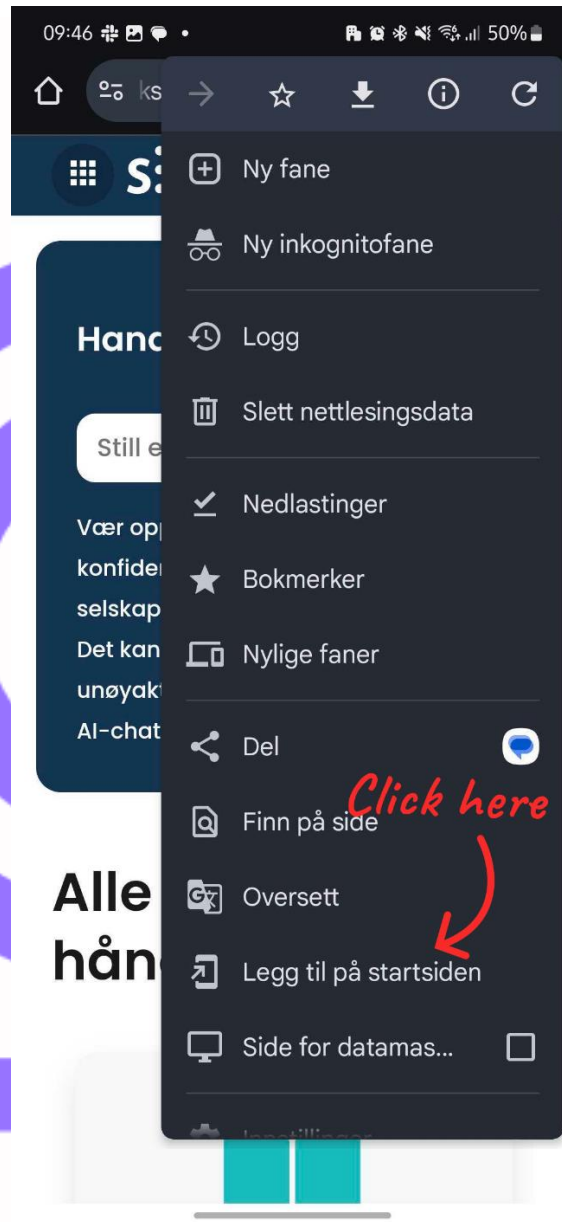 09:46
50%
ks
S
Ny fane
Ny inkognitofane
Hand
Logg
Slett nettlesingsdata
Still e
Nedlastinger
Vær opp
konfiden
Bokmerker
selskap
Det kan
Nylige faner
unøyakt
AI-chat
Del
Click here
Finn på side
Alle
Oversett
hån
Legg til på startsiden
Side for datamas...
Innstillinger